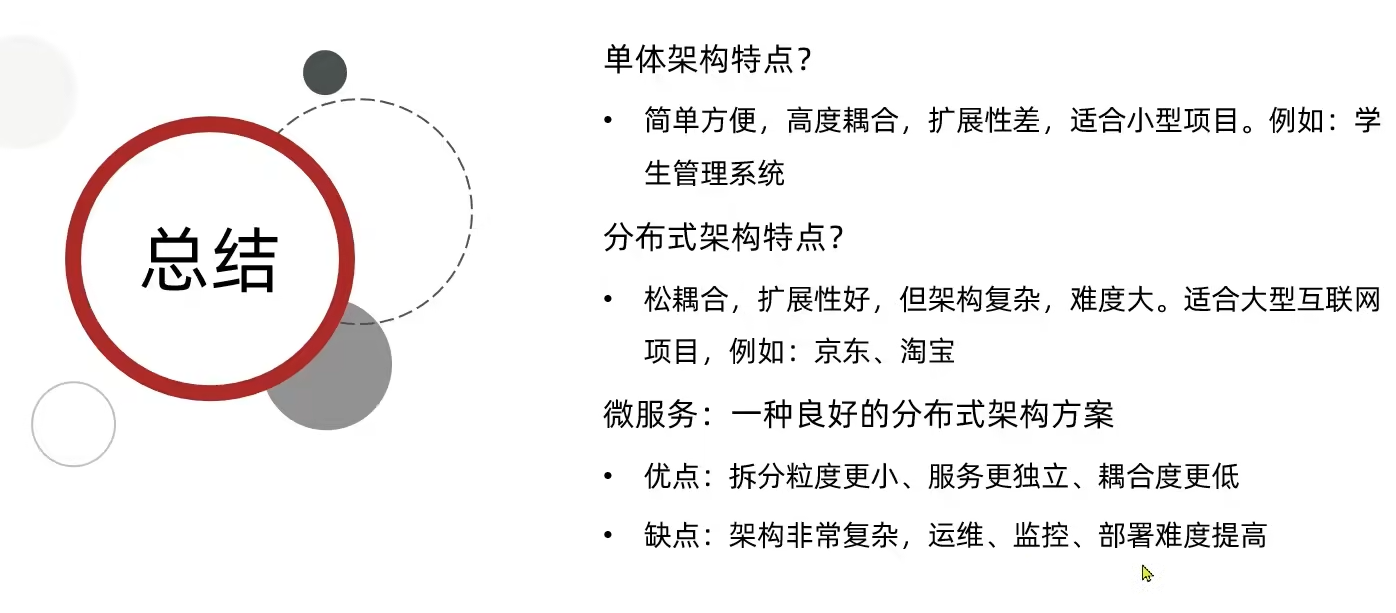 总结
单体架构特点？
• 简单方便，高度耦合，扩展性差，适合小型项目。例如：学
生管理系统
分布式架构特点？
• 松耦合，扩展性好，但架构复杂，难度大。适合大型互联网
项目，例如：京东、淘宝
微服务：一种良好的分布式架构方案
• 优点：拆分粒度更小、服务更独立、耦合度更低
• 缺点：架构非常复杂，运维、监控、部署难度提高